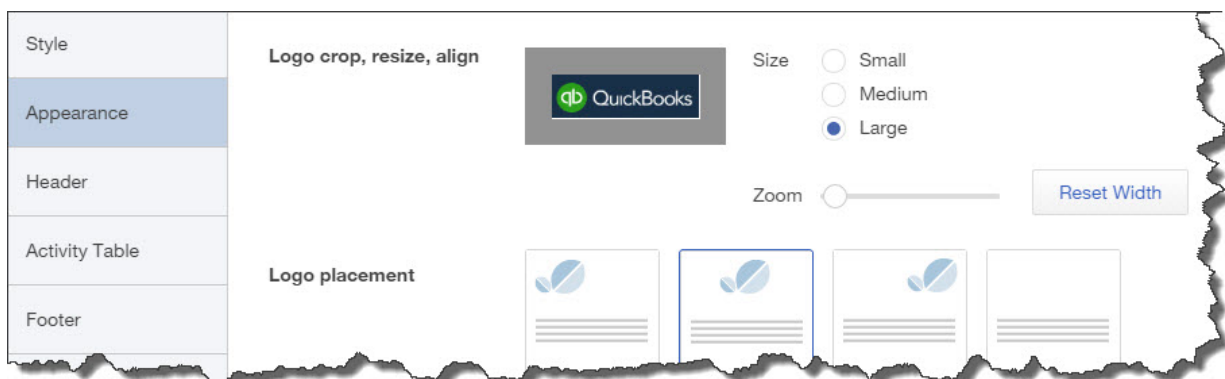 Style
Appearance
Header
Activity Table
Footer
Logo crop, resize, align
qb QuickBooks
Size
Small
Medium
Large
Zoom
Reset Width
Logo placement